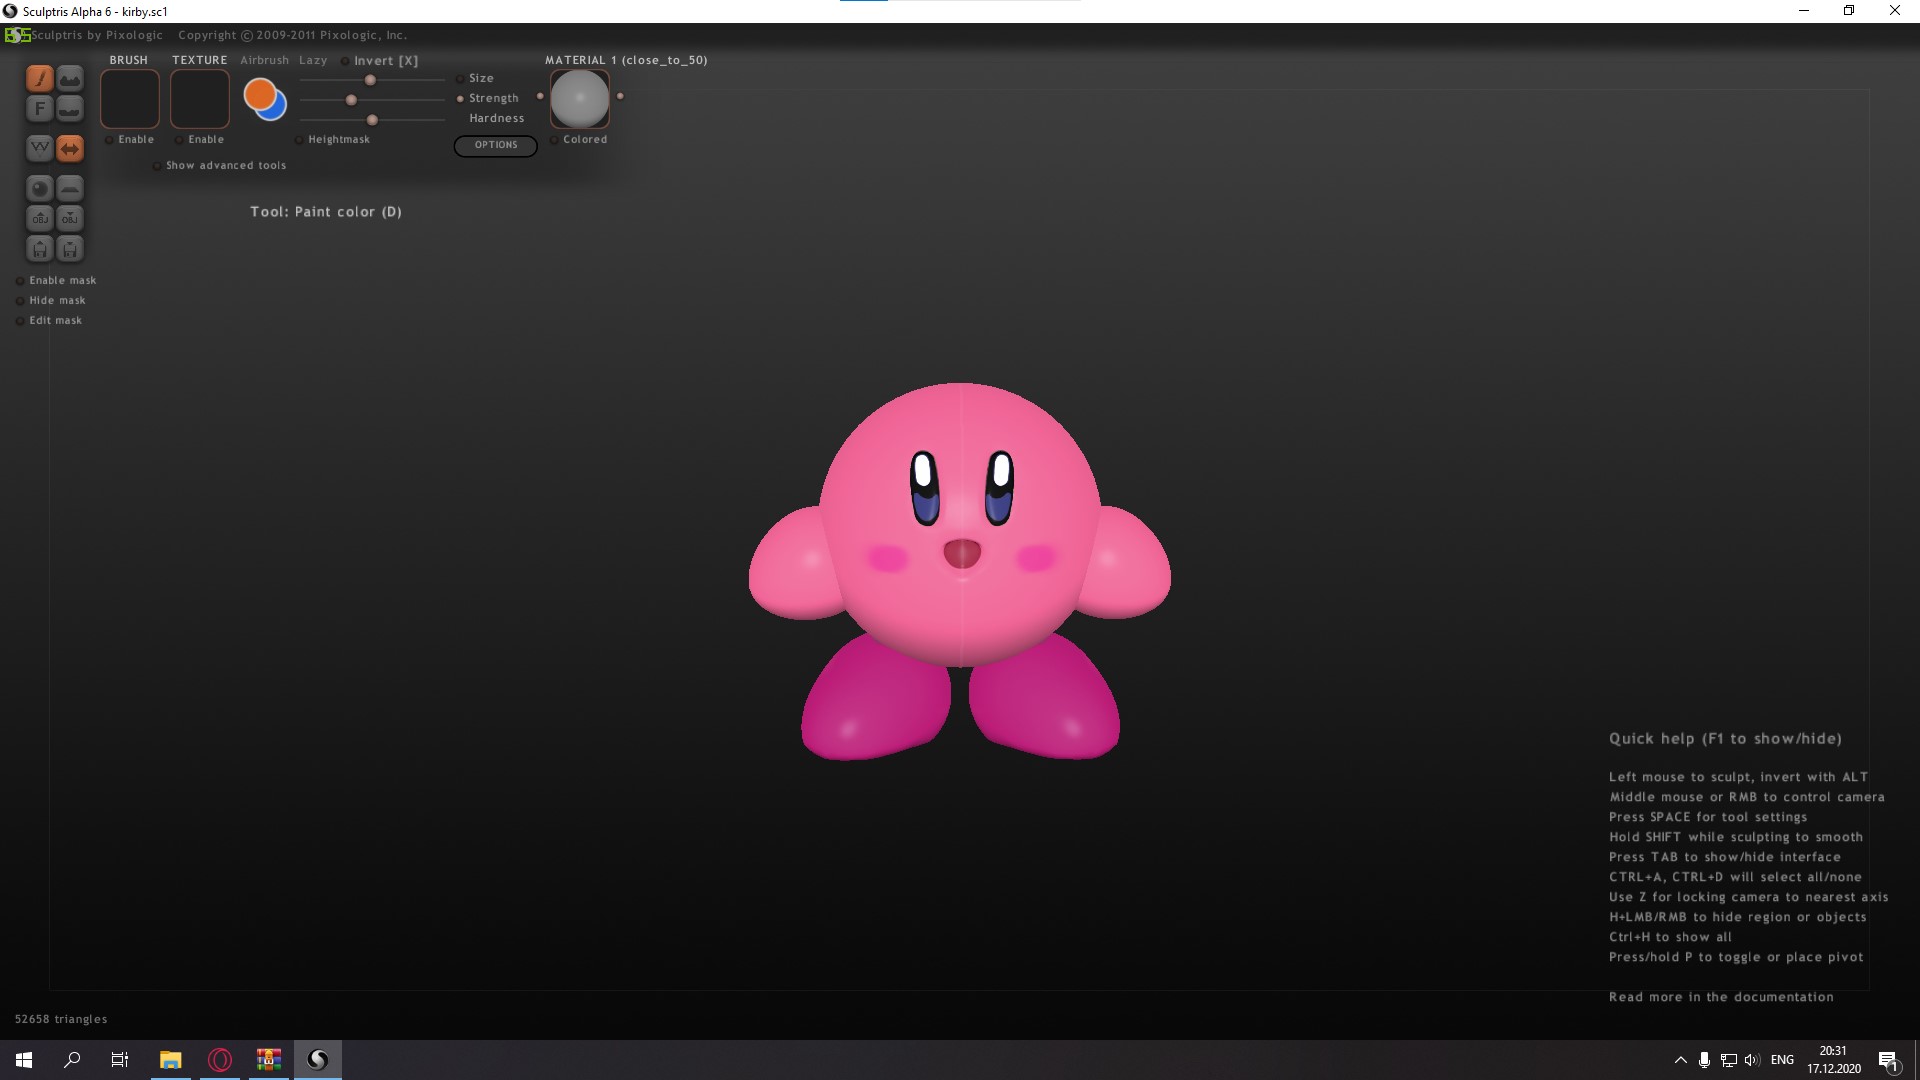 Sculptris Alpha 6 - kirby.sc1
Sculptris by Pixologic Copyright © 2009-2011 Pixologic, Inc.
BRUSH TEXTURE Airbrush Lazy Invert [X] MATERIAL 1 (close_to_50)
Size
Strength
F
Hardness
Enable Enable Heightmask OPTIONS Colored
Show advanced tools
Tool: Paint color (D)
OBJ OBJ
Enable mask
Hide mask
Edit mask
Quick help (F1 to show/hide)
Left mouse to sculpt, invert with ALT
Middle mouse or RMB to control camera
Press SPACE for tool settings
Hold SHIFT while sculpting to smooth
Press TAB to show/hide interface
CTRL+A, CTRL+D will select all/none
Use Z for locking camera to nearest axis
H+LMB/RMB to hide region or objects
Ctrl+H to show all
Press/hold P to toggle or place pivot
Read more in the documentation
52658 triangles
ENG
20:31
17.12.2020
1